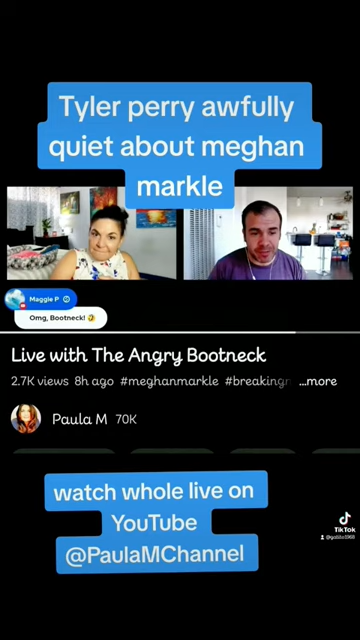 Tyler perry awfully
quiet about meghan
markle
Maggie P
Omg, Bootneck! 🤣
Live with The Angry Bootneck
2.7K views 8h ago #meghanmarkle #breakingn ...more
Paula M 70K
watch whole live on
YouTube
@PaulaMChannel
TikTok